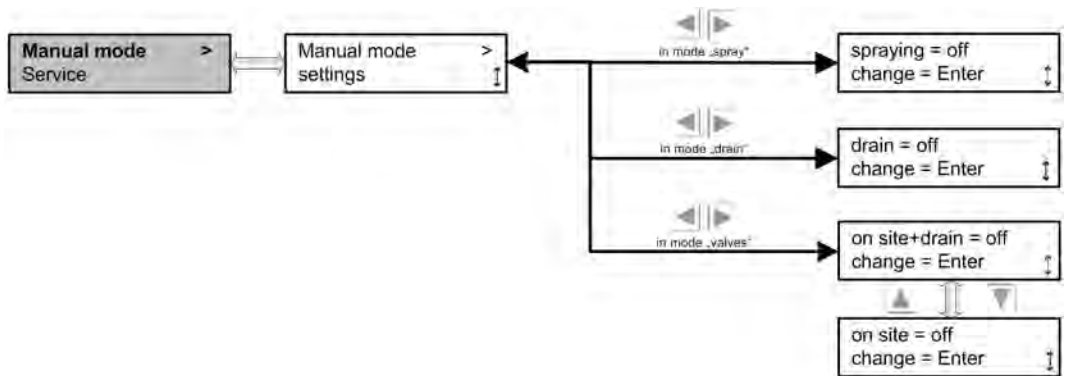 Manual mode >
Service
Manual mode >
settings
in mode „spray“
spraying = off
change = Enter
in mode „drain“
drain = off
change = Enter
in mode „valves“
on site+drain = off
change = Enter
on site = off
change = Enter